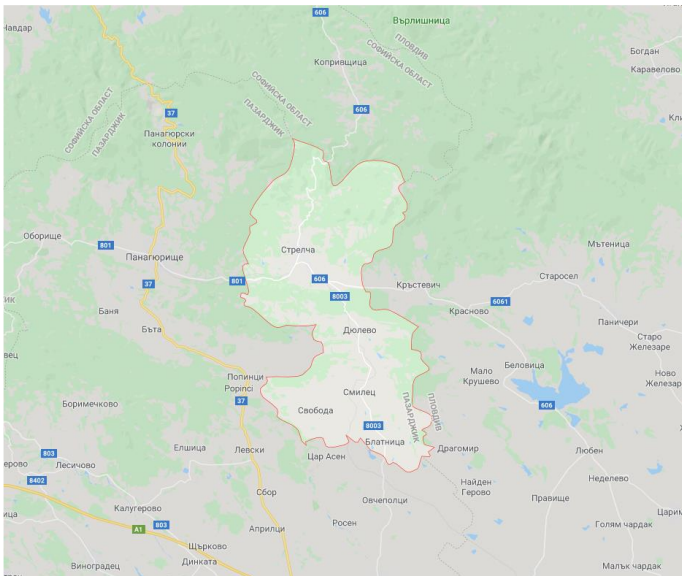 606
Върлишница
Чавдар
ПЛОВДИВ
СОФИЙСКА ОБЛАСТ
Богдан
Копривщица
Каравелово
СОФИЙСКА ОБЛАСТ
ПАЗАРДЖИК
СОФИЙСКА ОБЛАСТ
ПАЗАРДЖИК
606
37
Панагюрски
колонии
Оборище
801
Стрелча
Мътеница
Панагюрище
801
606
Кръстевич
Старосел
37
8003
6061
Баня
Красново
Паничери
Бъта
Дюлево
Старо
Железаре
Беловица
Мало
Крушево
Попинци
Popinci
Ново
Смилец
37
606
Боримечково
Свобода
ПАЗАРДЖИК
ПЛОВДИВ
8003
Блатница
803
Елшица
Левски
Цар Асен
Драгомир
Любен
Лесичово
8402
Сбор
Овчеполци
Найден
Герово
Неделево
Правище
Калугерово
A1
803
Априлци
Росен
Голям чардак
Щърково
Виноградец
Динката
Малък чардак